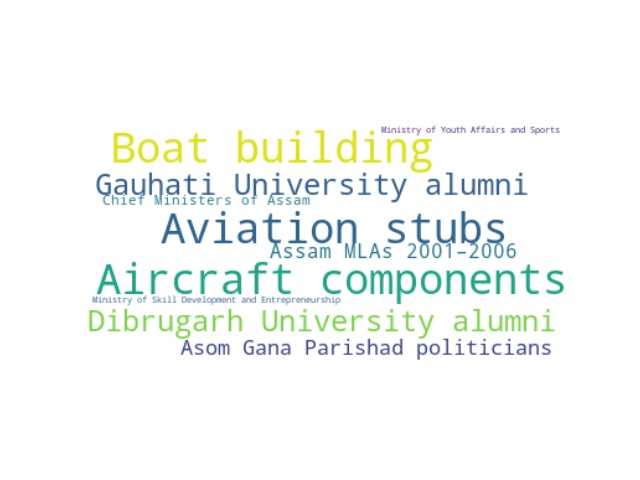 Ministry of Youth Affairs and Sports
Boat building
Gauhati University alumni
Chief Ministers of Assam
Aviation stubs
Assam MLAs 2001–2006
Aircraft components
Ministry of Skill Development and Entrepreneurship
Dibrugarh University alumni
Asom Gana Parishad politicians